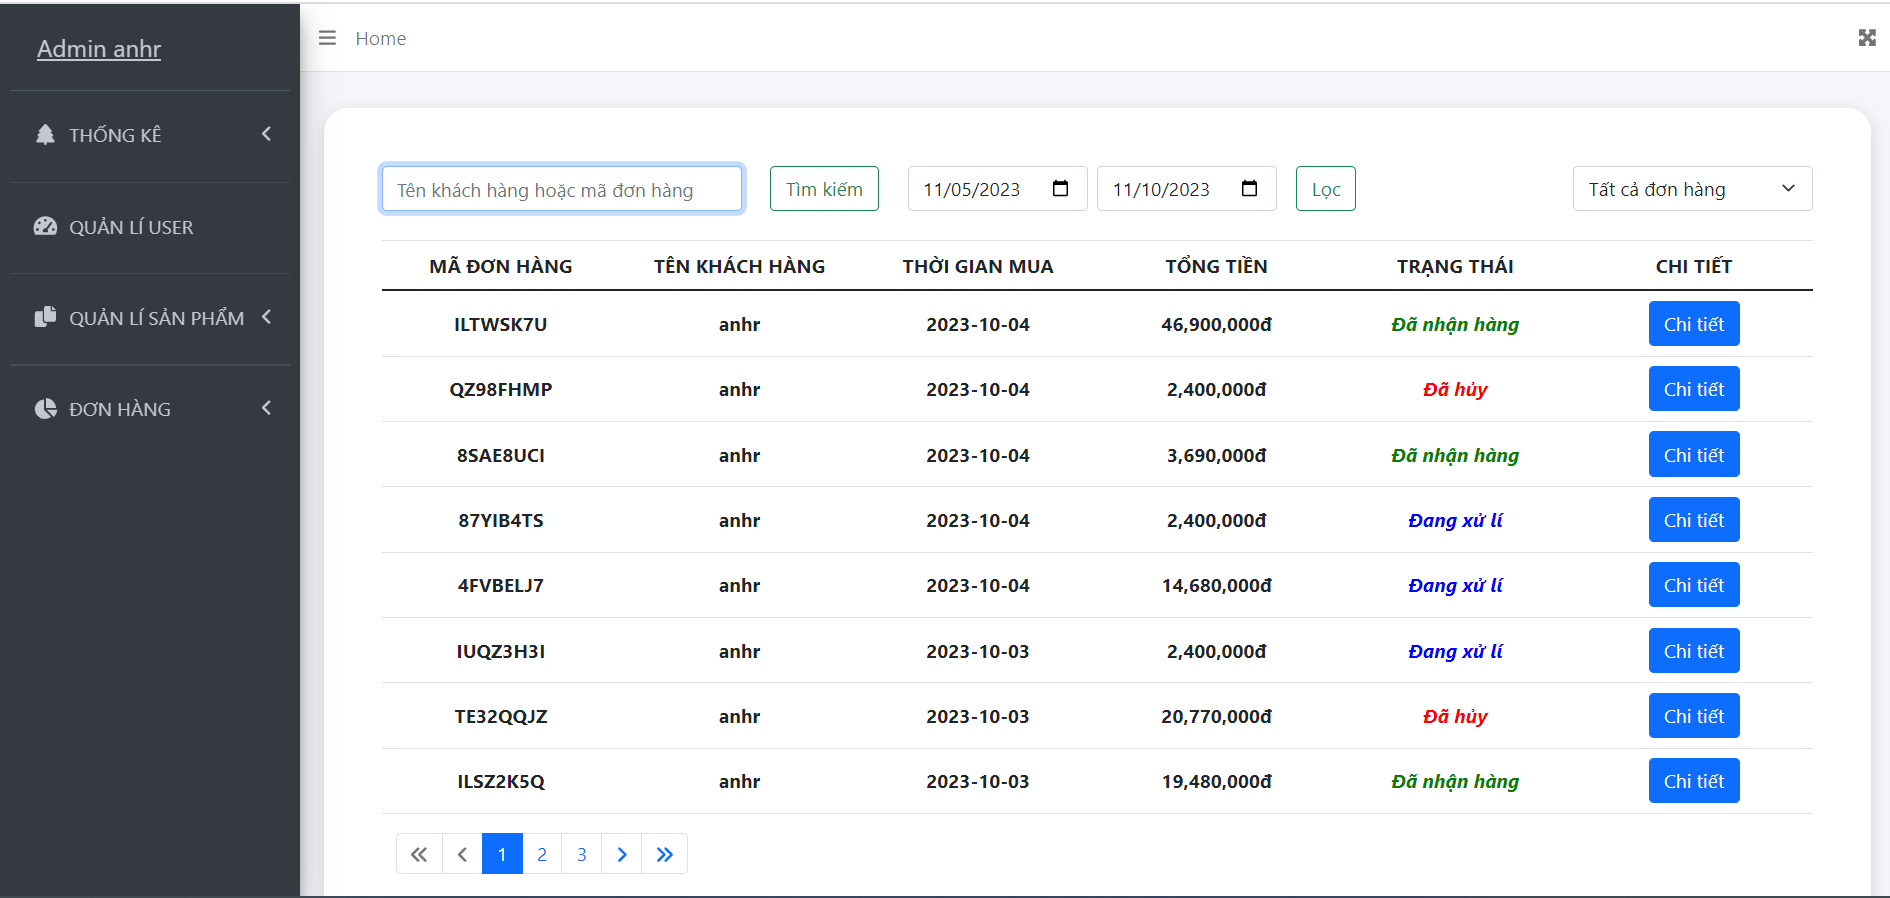 Admin anhr
THỐNG KÊ
QUẢN LÍ USER
QUẢN LÍ SẢN PHẨM
ĐƠN HÀNG
Home
Tên khách hàng hoặc mã đơn hàng Tìm kiếm 11/05/2023 11/10/2023 Lọc Tất cả đơn hàng
MÃ ĐƠN HÀNG TÊN KHÁCH HÀNG THỜI GIAN MUA TỔNG TIỀN TRẠNG THÁI CHI TIẾT
ILTWSK7U anhr 2023-10-04 46,900,000đ Đã nhận hàng Chi tiết
QZ98FHMP anhr 2023-10-04 2,400,000đ Đã hủy Chi tiết
8SAE8UCI anhr 2023-10-04 3,690,000đ Đã nhận hàng Chi tiết
87YIB4TS anhr 2023-10-04 2,400,000đ Đang xử lí Chi tiết
4FVBELJ7 anhr 2023-10-04 14,680,000đ Đang xử lí Chi tiết
IUQZ3H3I anhr 2023-10-03 2,400,000đ Đang xử lí Chi tiết
TE32QQJZ anhr 2023-10-03 20,770,000đ Đã hủy Chi tiết
ILSZ2K5Q anhr 2023-10-03 19,480,000đ Đã nhận hàng Chi tiết
1 2 3